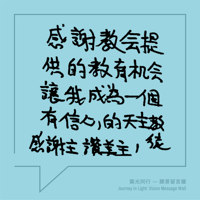 感謝教会提
供的教有机会
讓我成為一個
有信心,的天主教
感謝主 讚美主!從
光同行 — 願景留言牆
Journey in Light: Vision Message Wall